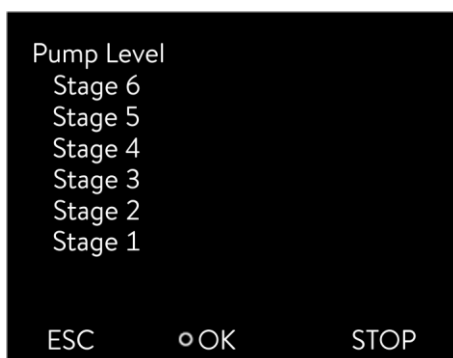 Pump Level
Stage 6
Stage 5
Stage 4
Stage 3
Stage 2
Stage 1
ESC OK STOP